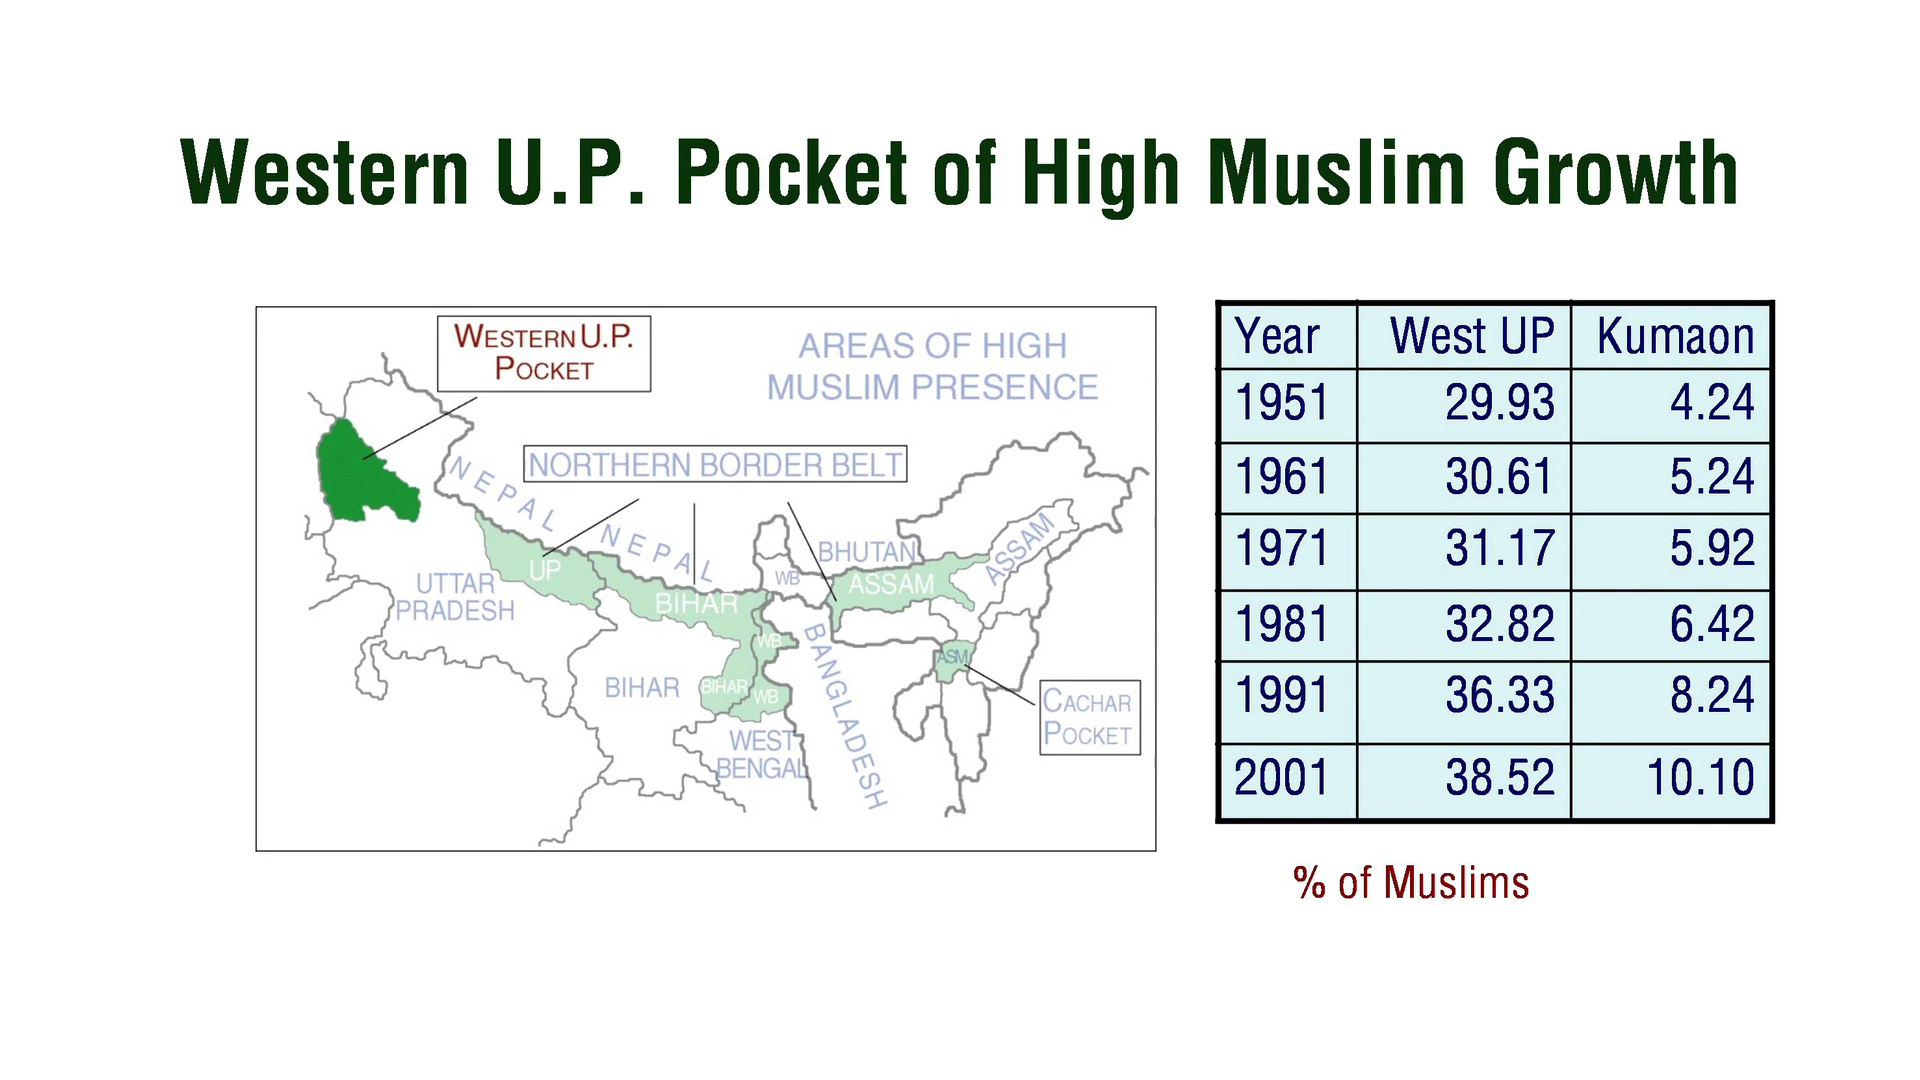 Western U.P. Pocket of High Muslim Growth
WESTERN U.P.
POCKET
AREAS OF HIGH
MUSLIM PRESENCE
NORTHERN BORDER BELT
NEPAL
NEPAL
BHUTAN
ASSAM
WB
ASSAM
UP
UTTAR
PRADESH
BIHAR
WB
BANGLADESH
ASM
BIHAR
BIHAR
WB
CACHAR
POCKET
WEST
BENGAL
Year West UP Kumaon
1951 29.93 4.24
1961 30.61 5.24
1971 31.17 5.92
1981 32.82 6.42
1991 36.33 8.24
2001 38.52 10.10
% of Muslims